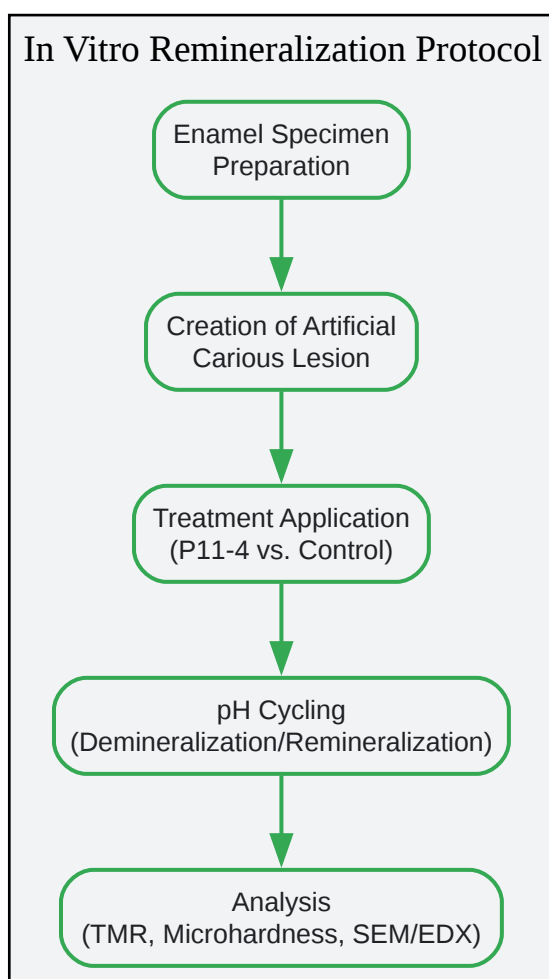 In Vitro Remineralization Protocol
Enamel Specimen
Preparation
Creation of Artificial
Carious Lesion
Treatment Application
(P11-4 vs. Control)
pH Cycling
(Demineralization/Remineralization)
Analysis
(TMR, Microhardness, SEM/EDX)